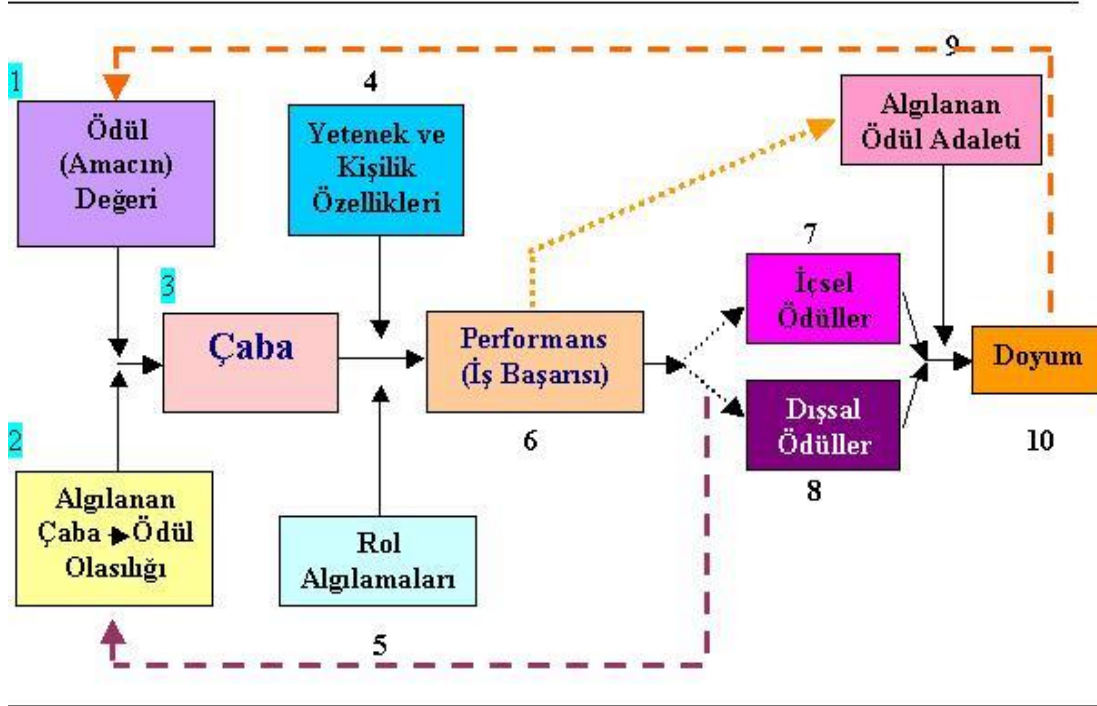 9
1
4
Ödül
(Amacın)
Değeri
Yetenek ve
Kişilik
Özellikleri
Algılanan
Ödül Adaleti
3
Çaba
Performans
(İş Başarısı)
6
7
İçsel
Ödüller
Doyum
10
Dışsal
Ödüller
8
2
Algılanan
Çaba Ödül
Olasılığı
Rol
Algılamaları
5